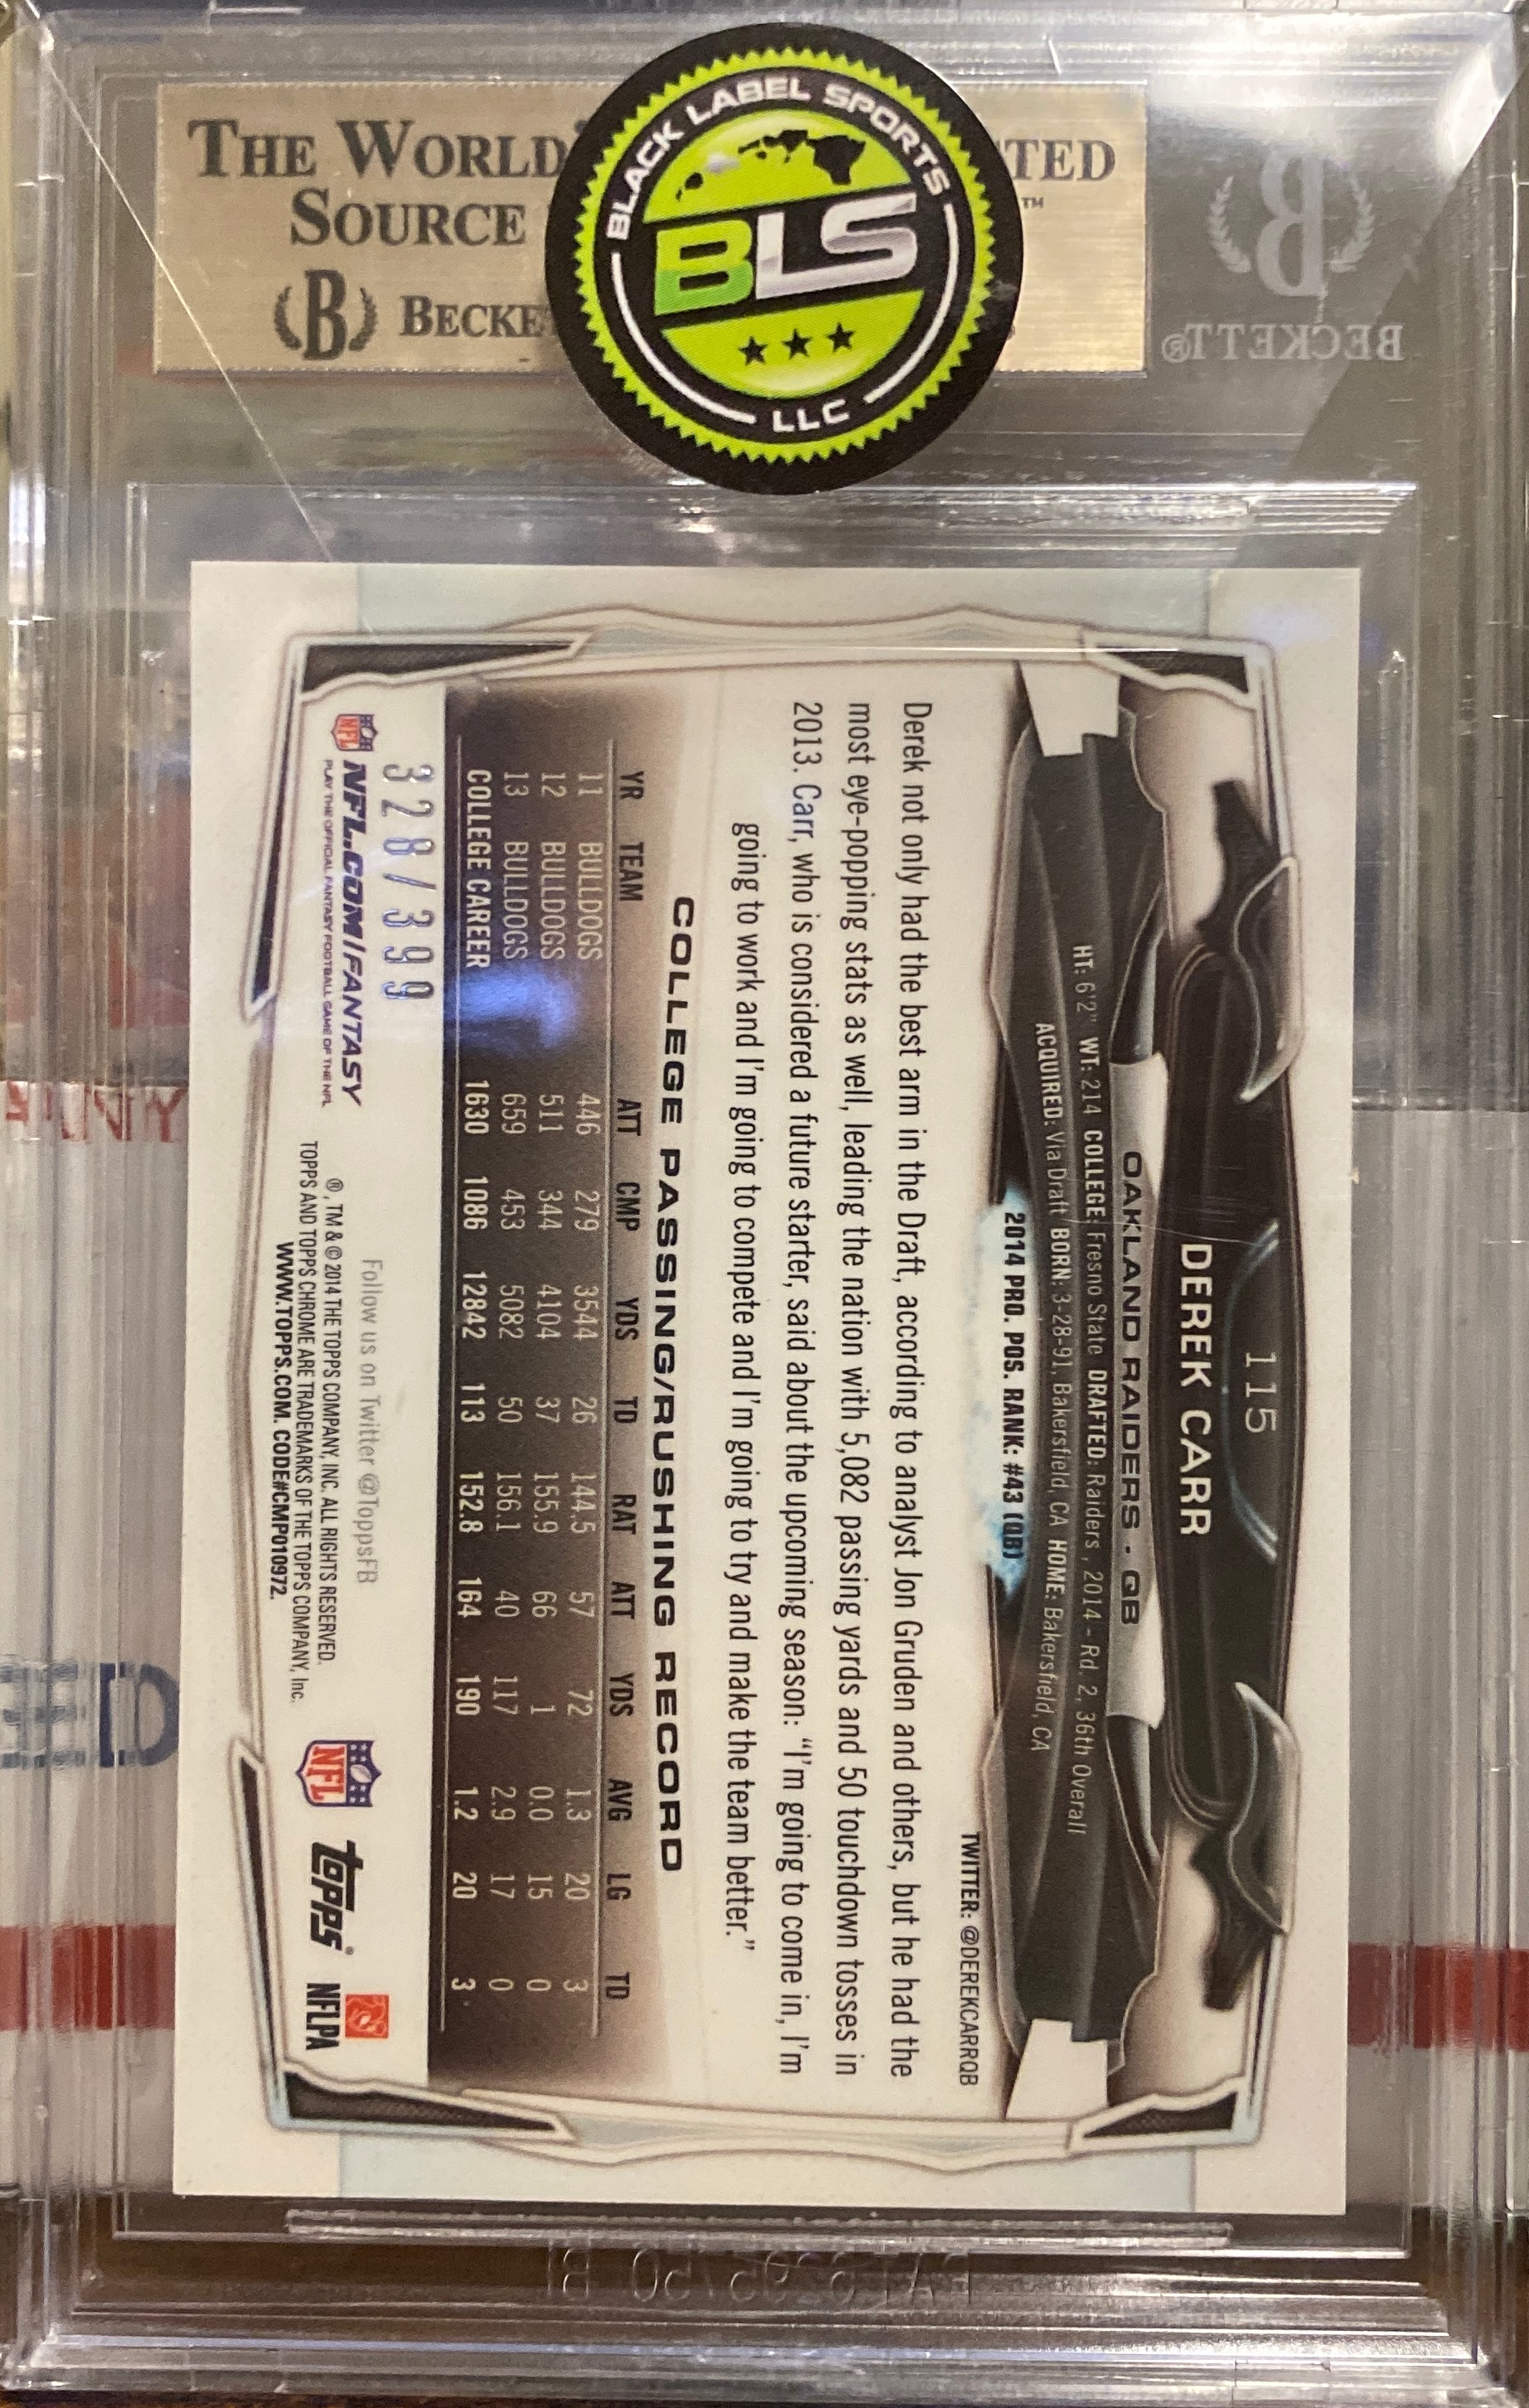 THE WORLD'
TED
SOURCE
™
B
BECKE
BLACK LABEL SPORTS
BLS
LLC
B
BECKETT®
115
DEREK CARR
OAKLAND RAIDERS - QB
HT: 6'2" WT: 214 COLLEGE: Fresno State DRAFTED: Raiders, 2014 - Rd. 2, 36th Overall
ACQUIRED: Via Draft BORN: 3-28-91, Bakersfield, CA HOME: Bakersfield, CA
2014 PRO. POS. RANK: #43 (QB)
TWITTER: @DEREKCARRQB
Derek not only had the best arm in the Draft, according to analyst Jon Gruden and others, but he had the
most eye-popping stats as well, leading the nation with 5,082 passing yards and 50 touchdown tosses in
2013. Carr, who is considered a future starter, said about the upcoming season: “I'm going to come in, I'm
going to work and I'm going to compete and I'm going to try and make the team better.”
COLLEGE PASSING/RUSHING RECORD
YR TEAM ATT CMP YDS TD RAT ATT YDS AVG LG TD
11 BULLDOGS 446 279 3544 26 144.5 57 72 1.3 20 3
12 BULLDOGS 511 344 4104 37 155.9 66 1 0.0 15 0
13 BULLDOGS 659 453 5082 50 156.1 40 117 2.9 17 0
COLLEGE CAREER 1630 1086 12842 113 152.8 164 190 1.2 20 3
328/399
Follow us on Twitter @ToppsFB
NFL NFL.COM/FANTASY
PLAY THE OFFICIAL FANTASY FOOTBALL GAME OF THE NFL
®, TM & © 2014 THE TOPPS COMPANY, INC. ALL RIGHTS RESERVED.
TOPPS AND TOPPS CHROME ARE TRADEMARKS OF THE TOPPS COMPANY, Inc.
WWW.TOPPS.COM. CODE#CMP010972.
NFL
topps®
NFLPA